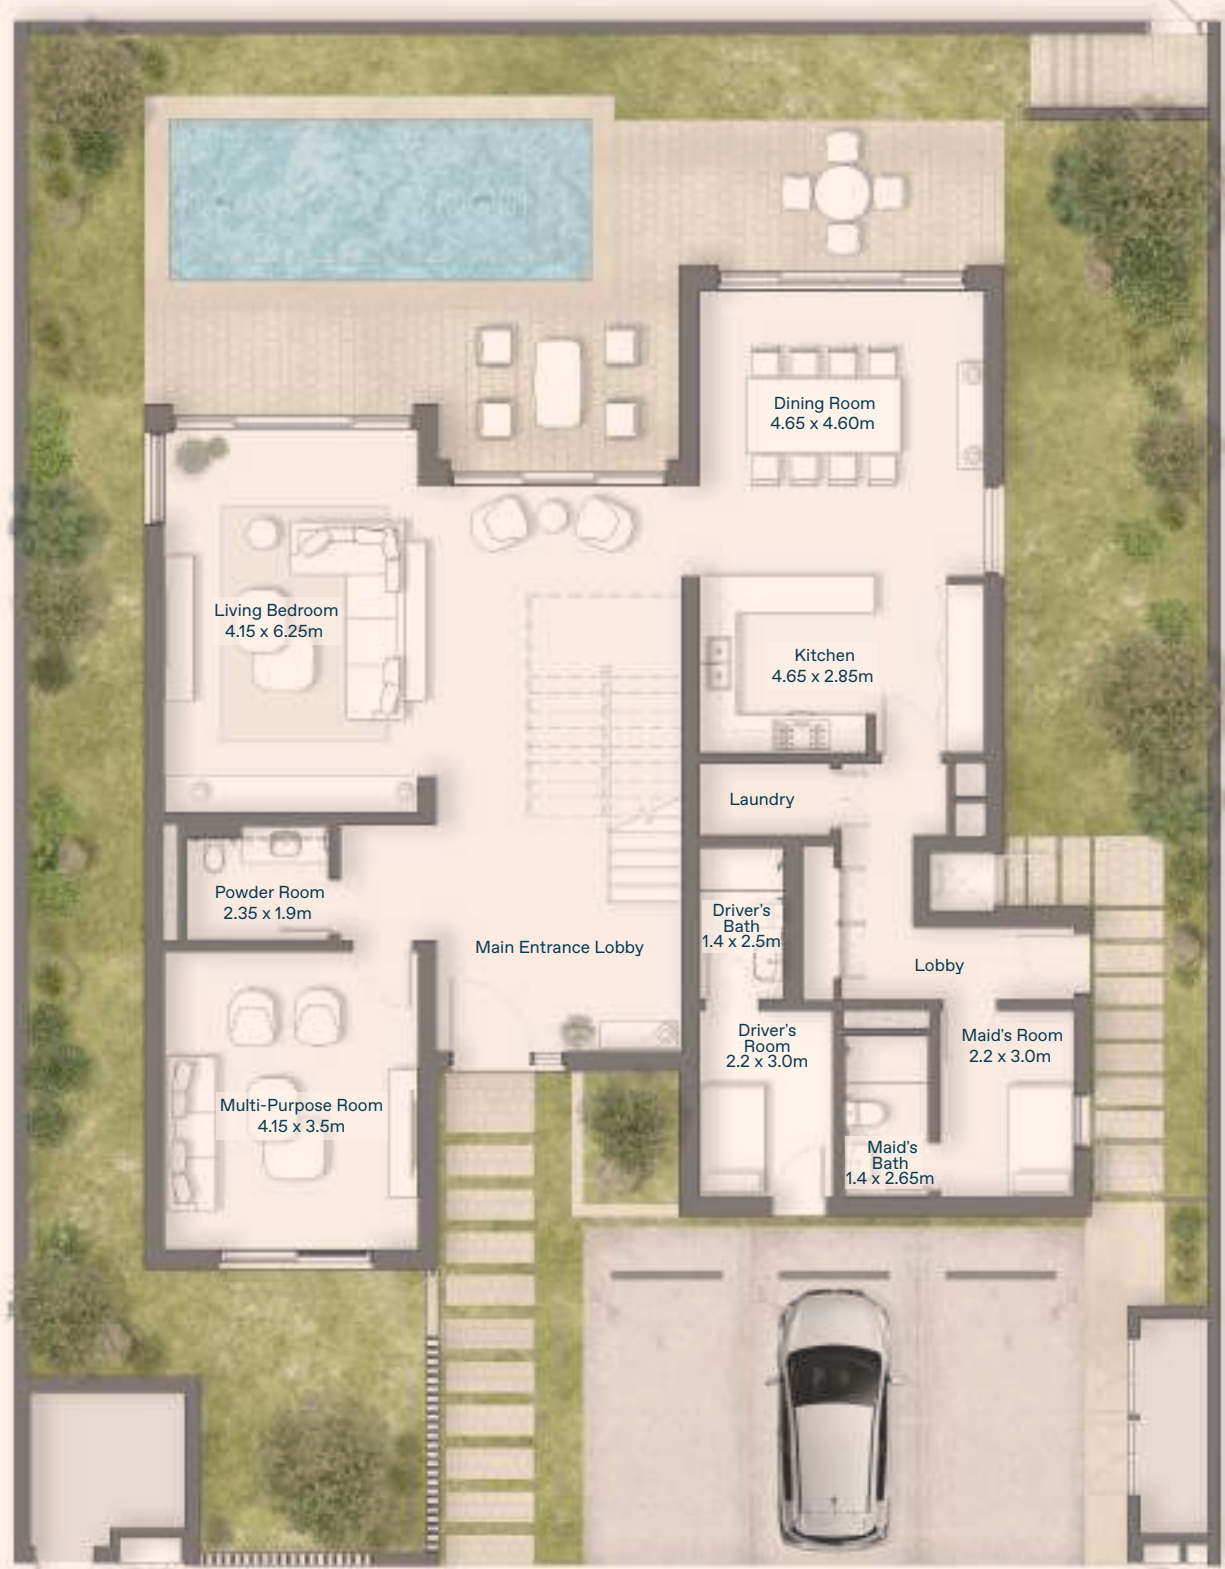 Dining Room
4.65 x 4.60m
Living Bedroom
4.15 x 6.25m
Kitchen
4.65 x 2.85m
Laundry
Powder Room
2.35 x 1.9m
Driver's
Bath
1.4 x 2.5m
Main Entrance Lobby
Lobby
Driver's
Room
2.2 x 3.0m
Maid's Room
2.2 x 3.0m
Multi-Purpose Room
4.15 x 3.5m
Maid's
Bath
1.4 x 2.65m